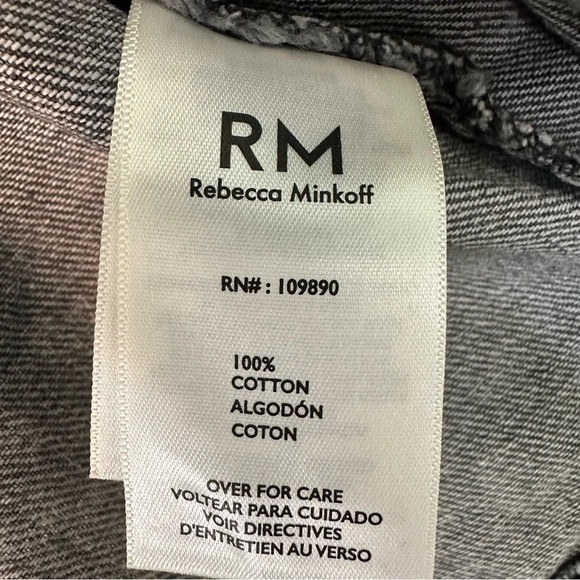 RM
Rebecca Minkoff
RN# : 109890
100%
COTTON
ALGODÓN
COTON
OVER FOR CARE
VOLTEAR PARA CUIDADO
VOIR DIRECTIVES
D'ENTRETIEN AU VERSO